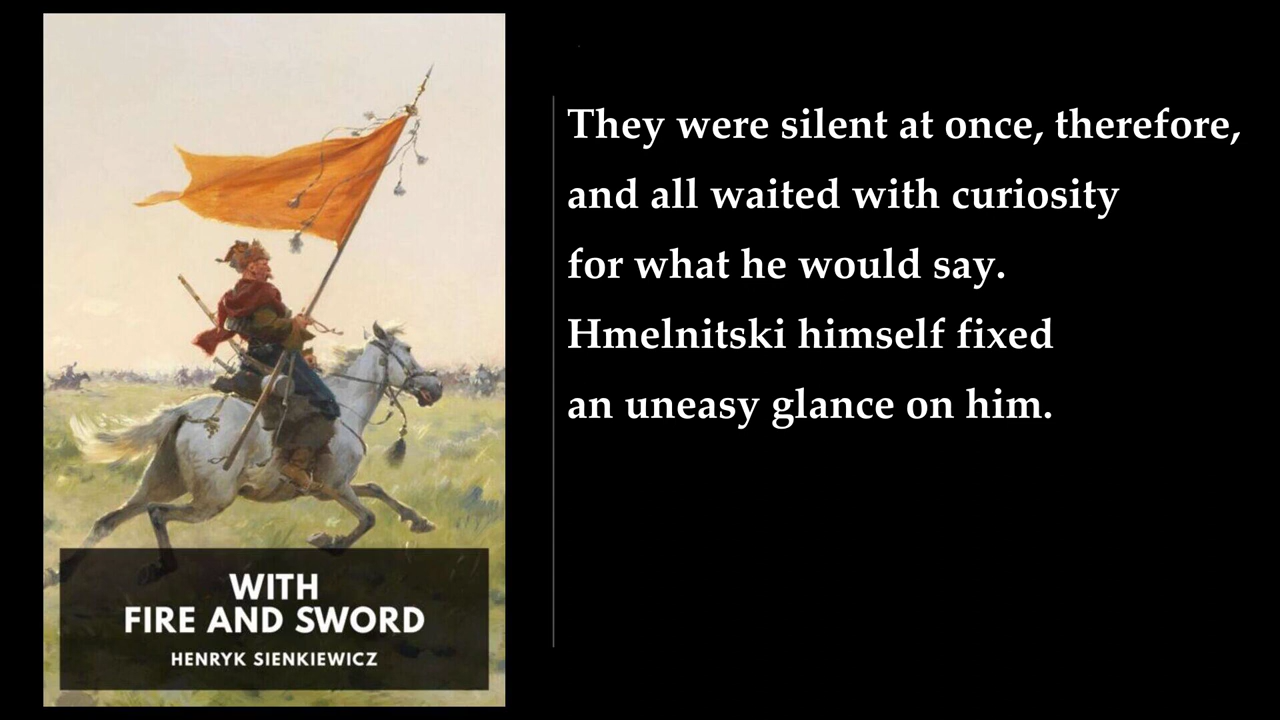 They were silent at once, therefore,
and all waited with curiosity
for what he would say.
Hmelnitski himself fixed
an uneasy glance on him.
WITH
FIRE AND SWORD
HENRYK SIENKIEWICZ